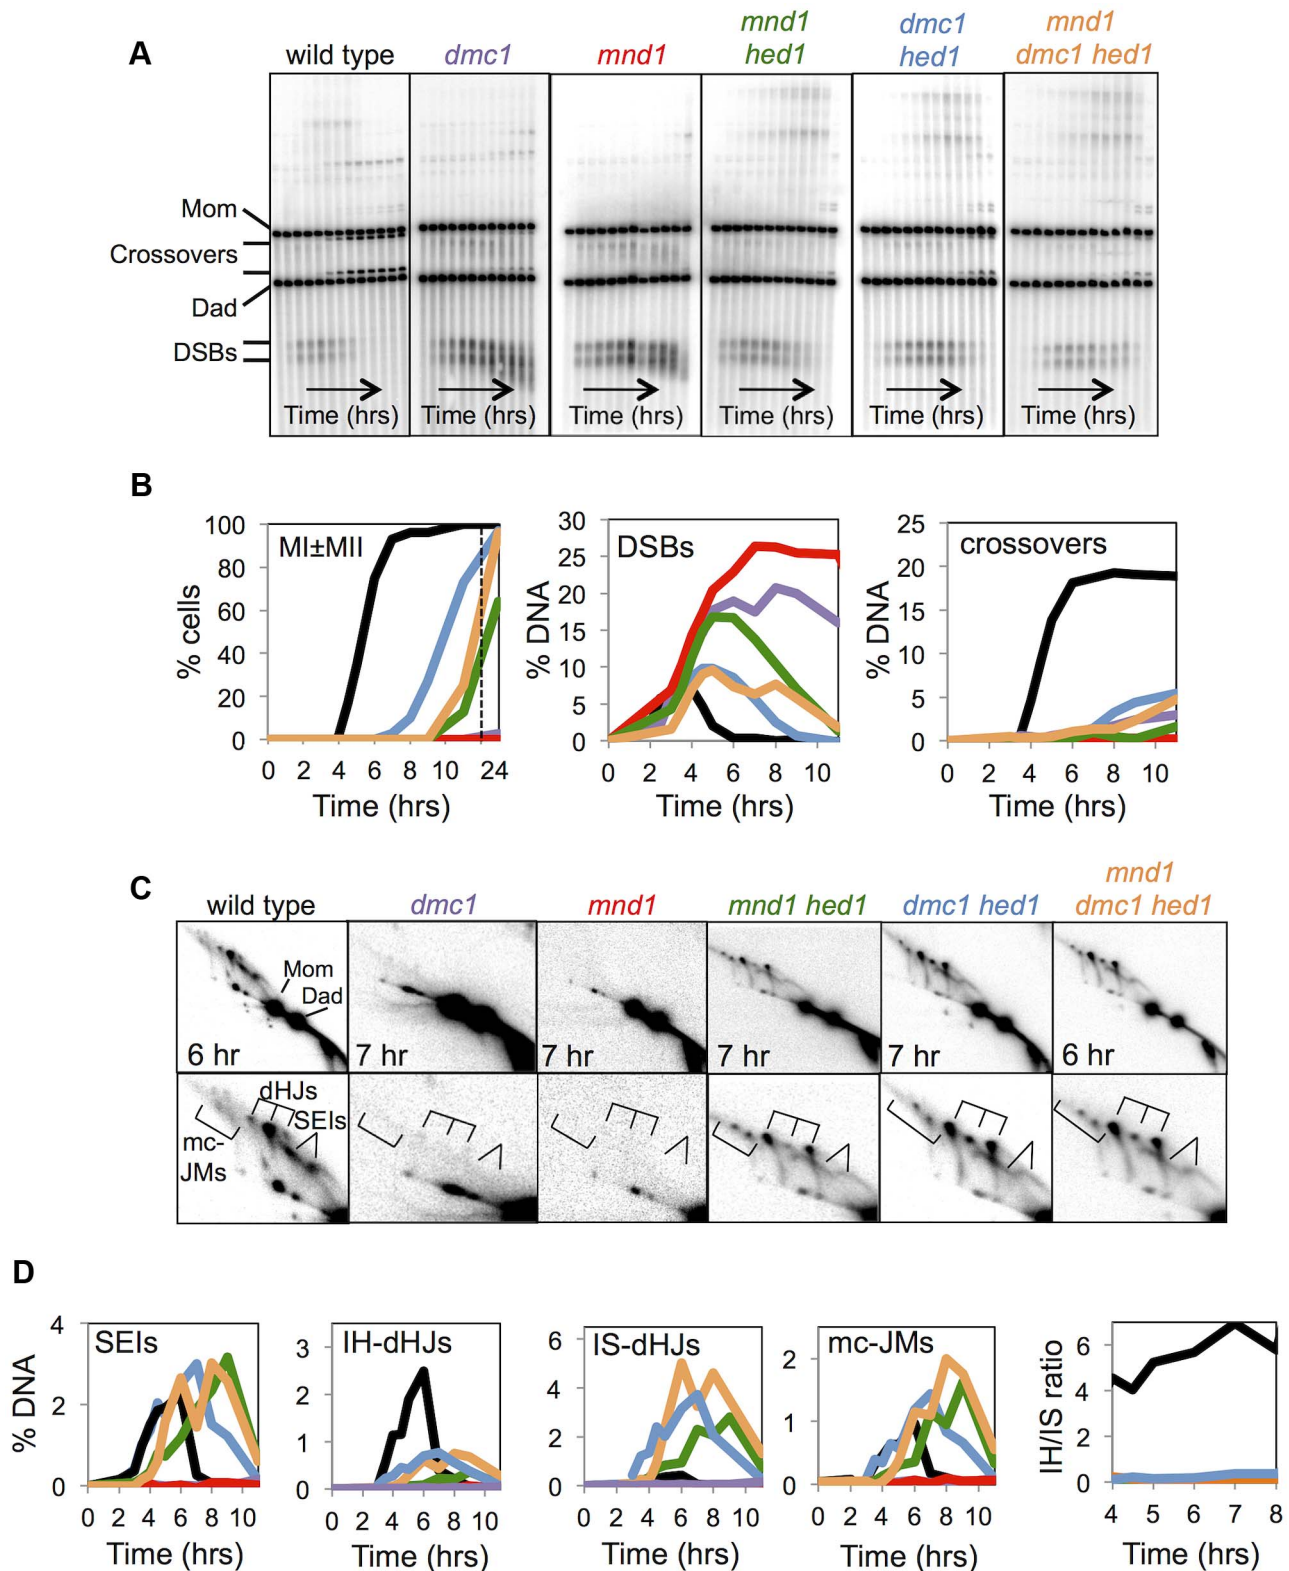 A
wild type
dmc1
mnd1
mnd1
hed1
dmc1
hed1
mnd1
dmc1 hed1
Mom
Crossovers
Dad
DSBs
Time (hrs) Time (hrs) Time (hrs) Time (hrs) Time (hrs) Time (hrs)
B
MI±MII
100
80
60
40
20
0
% cells
0 2 4 6 8 10 24
Time (hrs)
DSBs
30
25
20
15
10
5
0
% DNA
0 2 4 6 8 10
Time (hrs)
crossovers
25
20
15
10
5
0
% DNA
0 2 4 6 8 10
Time (hrs)
C
wild type
dmc1
mnd1
mnd1 hed1
dmc1 hed1
mnd1
dmc1 hed1
Mom
Dad
6 hr 7 hr 7 hr 7 hr 7 hr 6 hr
dHJs
SEIs
mc-
JMs
D
SEIs
4
2
0
% DNA
0 2 4 6 8 10
Time (hrs)
IH-dHJs
3
2
1
0
0 2 4 6 8 10
Time (hrs)
IS-dHJs
6
4
2
0
0 2 4 6 8 10
Time (hrs)
mc-JMs
2
1
0
0 2 4 6 8 10
Time (hrs)
IH/IS ratio
6
4
2
0
4 5 6 7 8
Time (hrs)